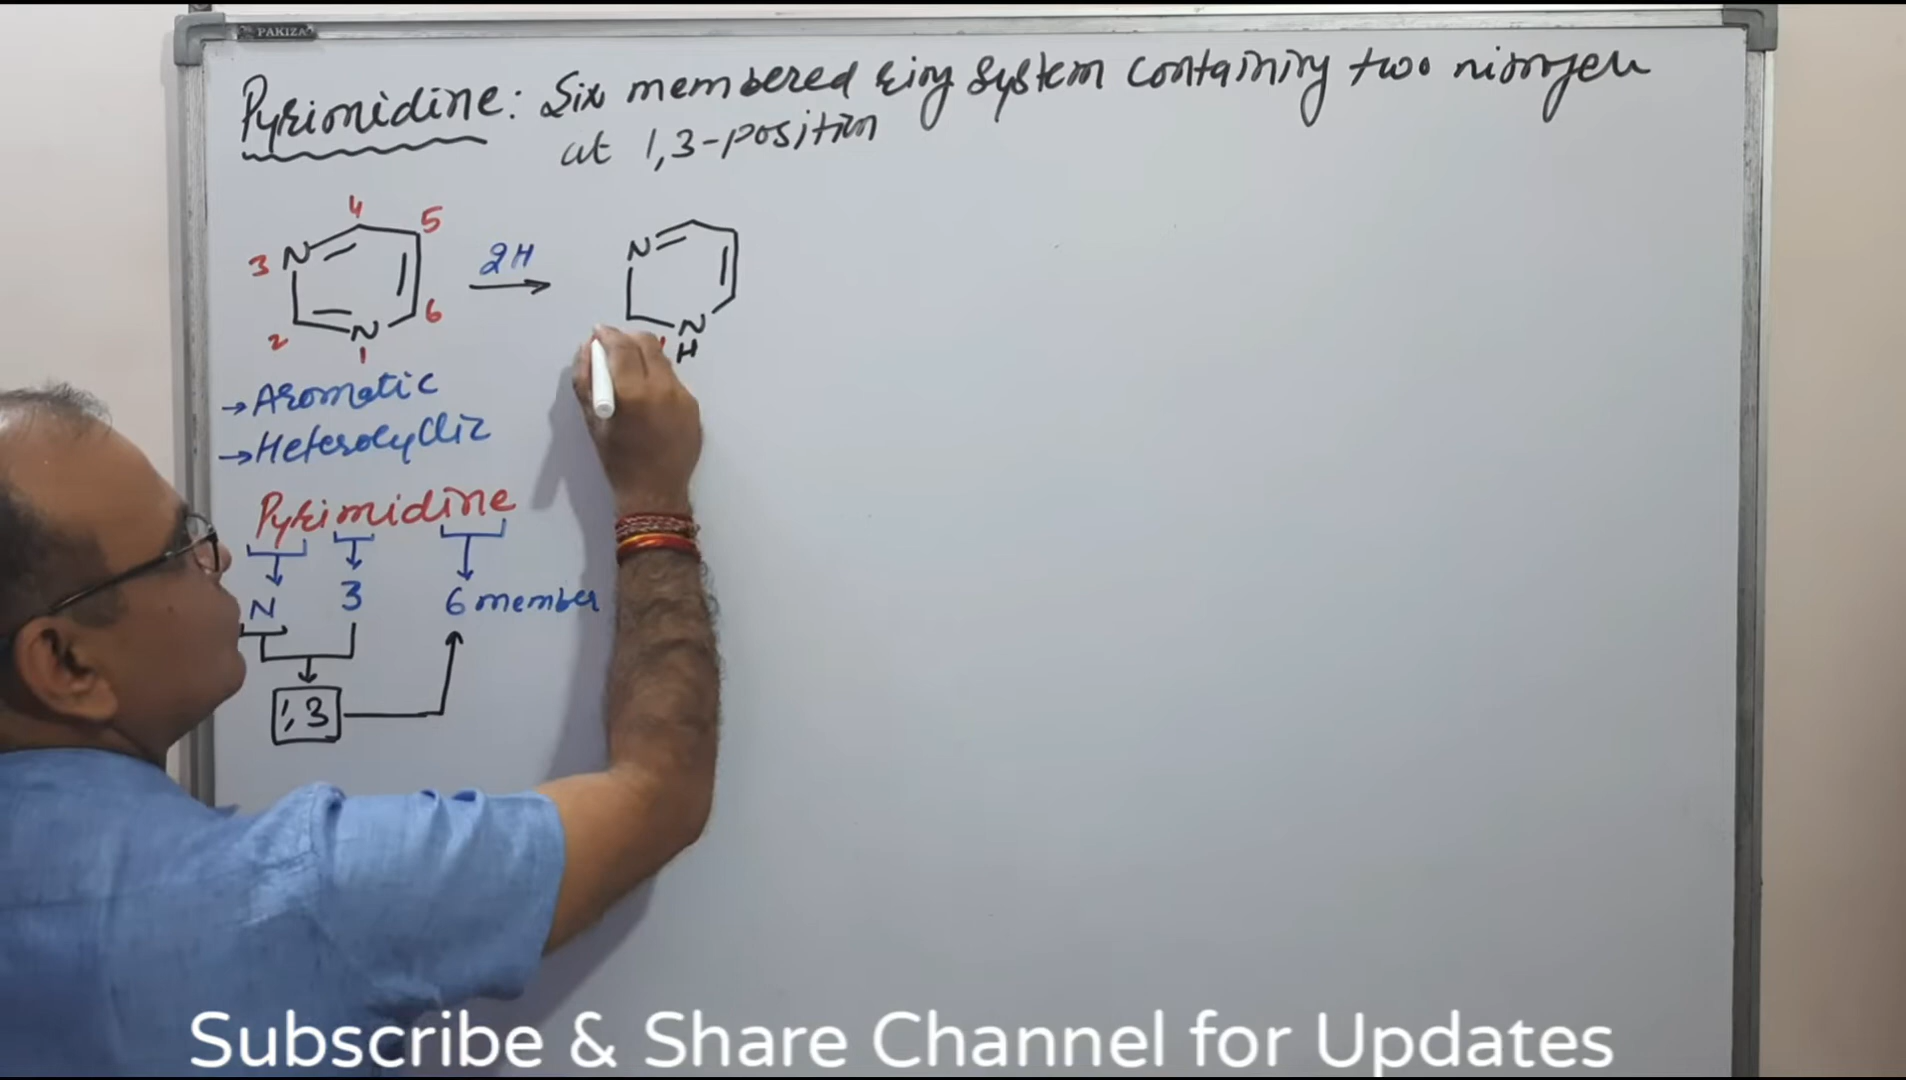 PAKIZA
Pyrimidine: Six membered ring system containing two nitrogen
at 1,3-position
4
5
3 N
2H
N
6
2
N
N
1
1
H
→ Aromatic
→ Heterocyclic
Pyrimidine
N 3 6 member
1,3
Subscribe & Share Channel for Updates